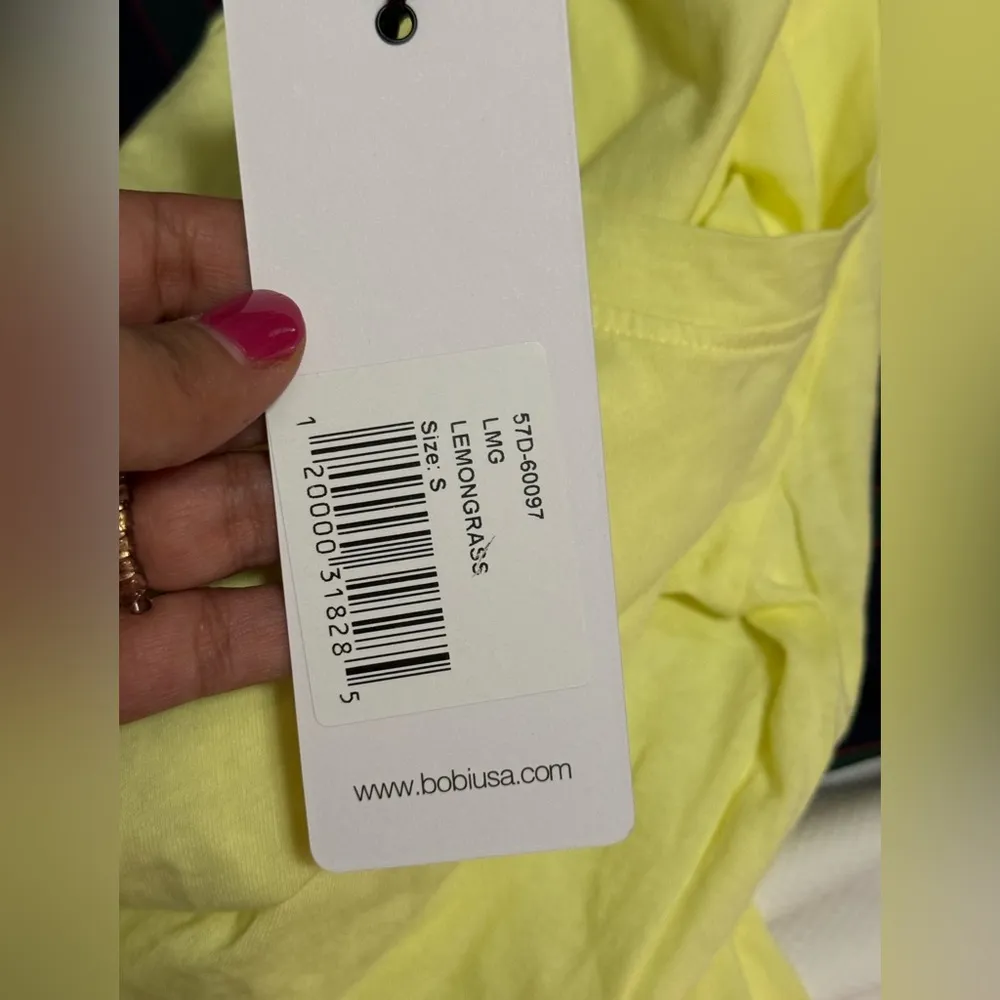 57D-60097
LMG
LEMONGRASS
Size: S
1 20000 31828 5
www.bobiusa.com